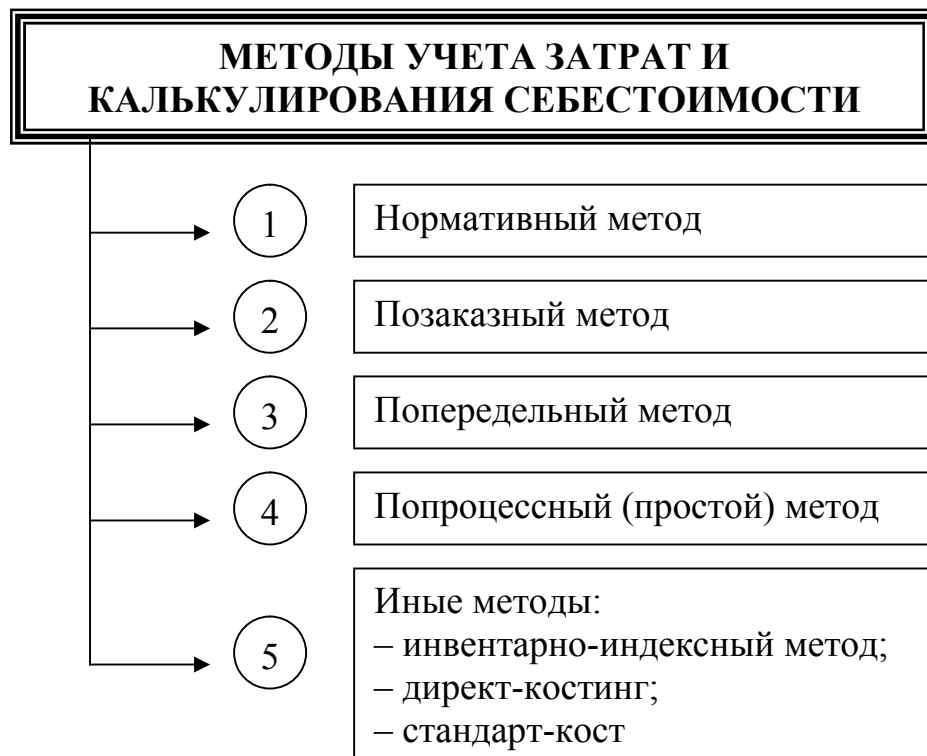 МЕТОДЫ УЧЕТА ЗАТРАТ И
КАЛЬКУЛИРОВАНИЯ СЕБЕСТОИМОСТИ
1 Нормативный метод
2 Позаказный метод
3 Попередельный метод
4 Попроцессный (простой) метод
Иные методы:
– инвентарно-индексный метод;
5
– директ-костинг;
– стандарт-кост